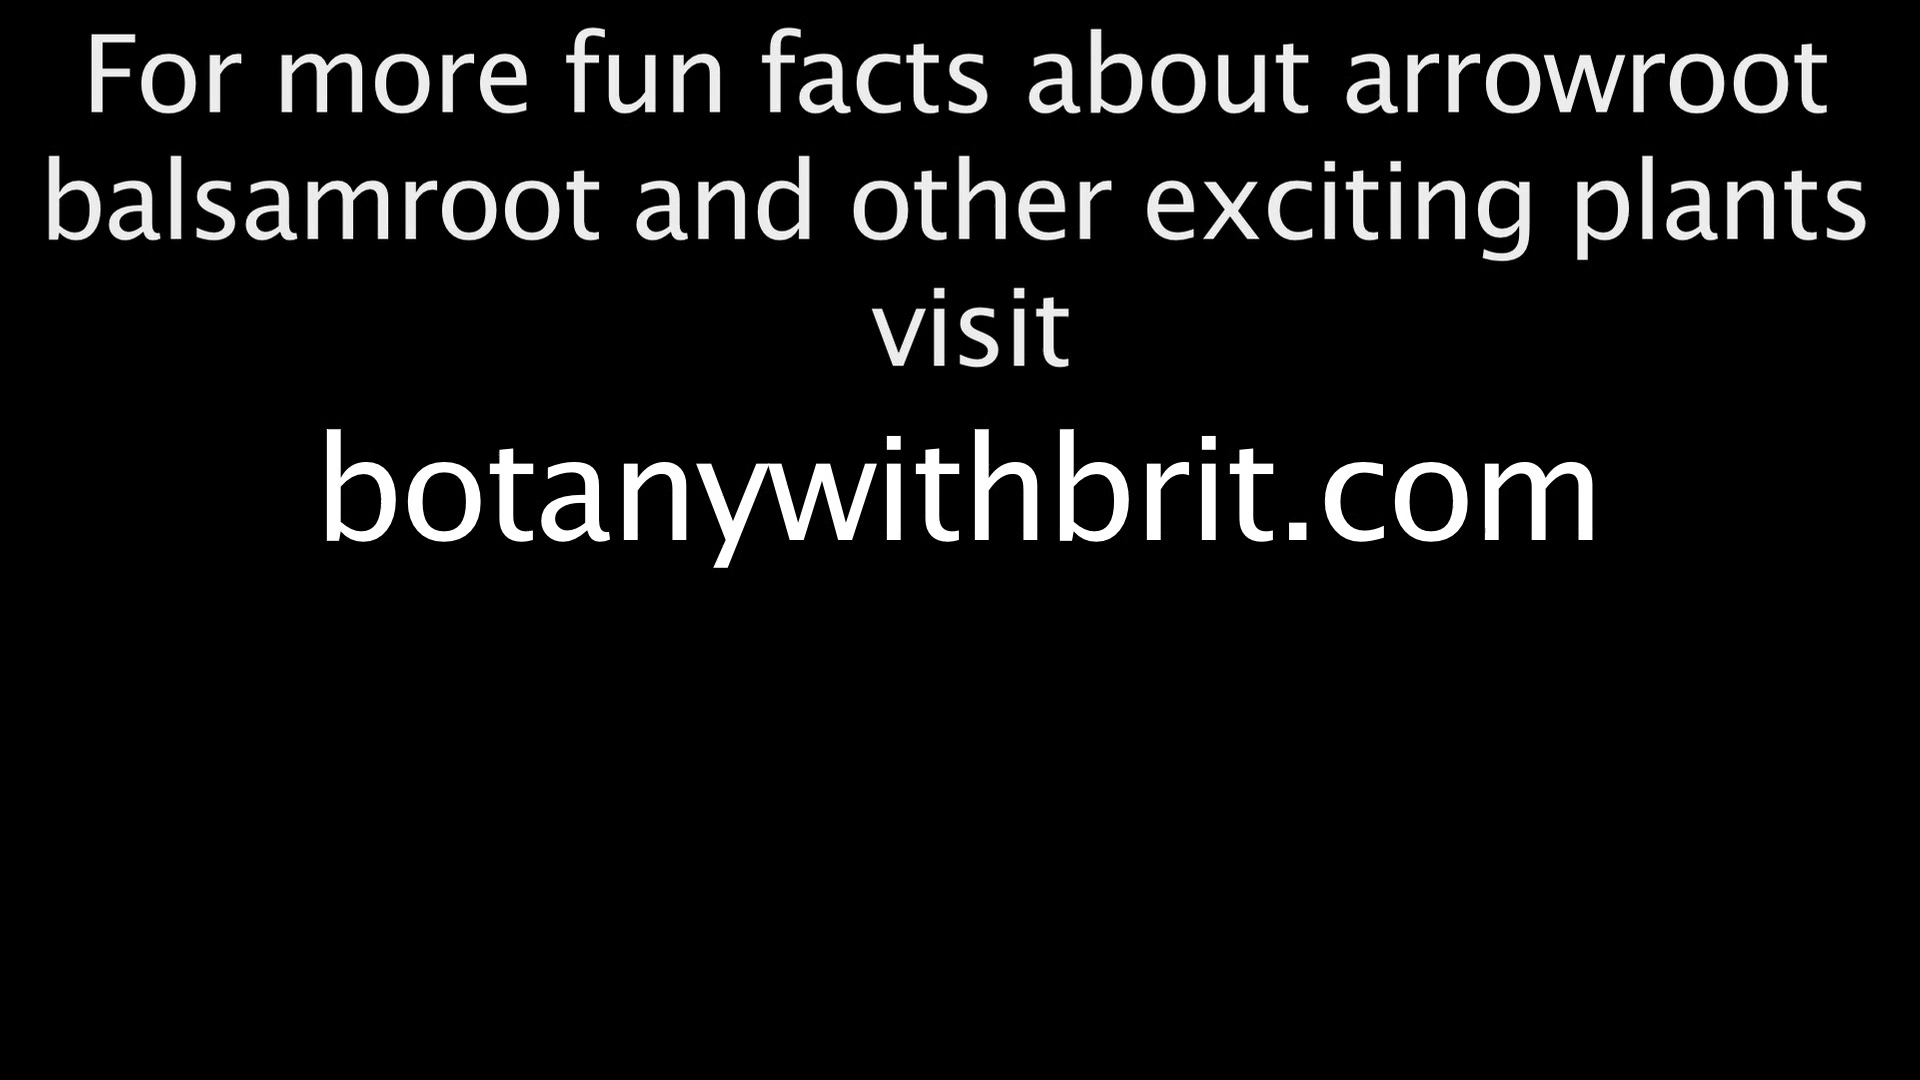 For more fun facts about arrowroot
balsamroot and other exciting plants
visit
botanywithbrit.com